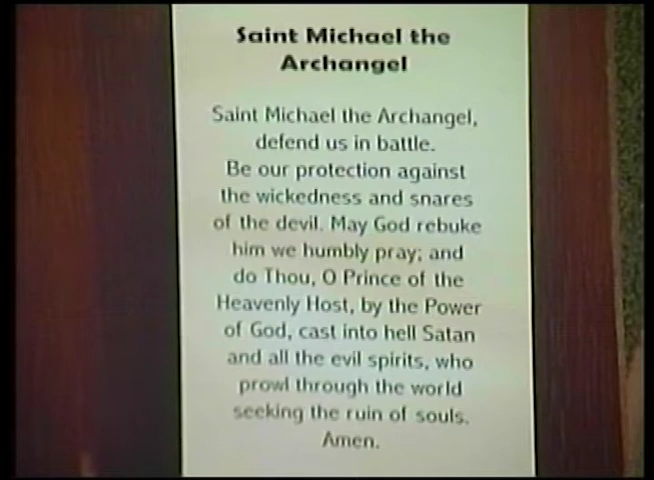 Saint Michael the
Archangel
Saint Michael the Archangel,
defend us in battle.
Be our protection against
the wickedness and snares
of the devil. May God rebuke
him we humbly pray; and
do Thou, O Prince of the
Heavenly Host, by the Power
of God, cast into hell Satan
and all the evil spirits, who
prowl through the world
seeking the ruin of souls.
Amen.